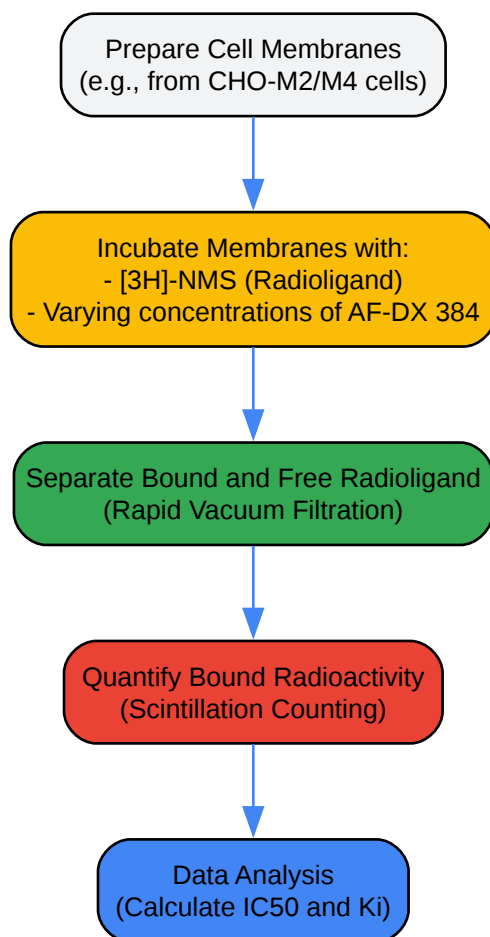 Prepare Cell Membranes
(e.g., from CHO-M2/M4 cells)
Incubate Membranes with:
- [3H]-NMS (Radioligand)
- Varying concentrations of AF-DX 384
Separate Bound and Free Radioligand
(Rapid Vacuum Filtration)
Quantify Bound Radioactivity
(Scintillation Counting)
Data Analysis
(Calculate IC50 and Ki)